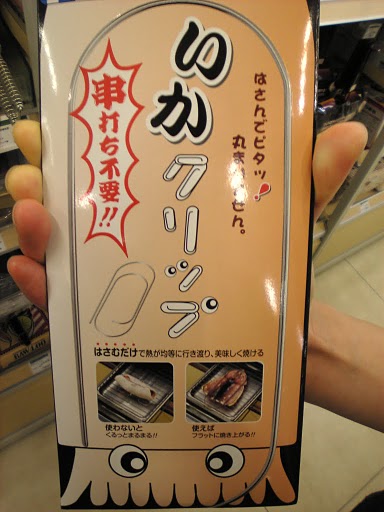 はさんでピタッ!
丸まりません。
いか
クリップ
串打ち不要!!
はさむだけで熱が均等に行き渡り、美味しく焼ける
使わないと
くるっとまるまる!!
使えば
フラットに焼き上がる!!